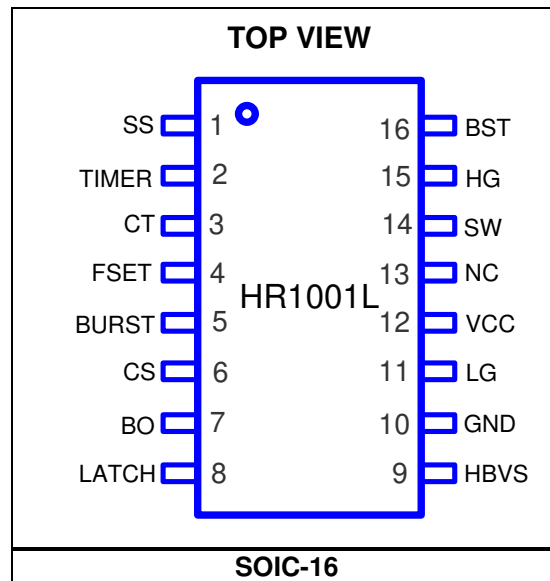 TOP VIEW
SS 1 16 BST
TIMER 2 15 HG
CT 3 14 SW
FSET 4 13 NC
HR1001L
BURST 5 12 VCC
CS 6 11 LG
BO 7 10 GND
LATCH 8 9 HBVS
SOIC-16